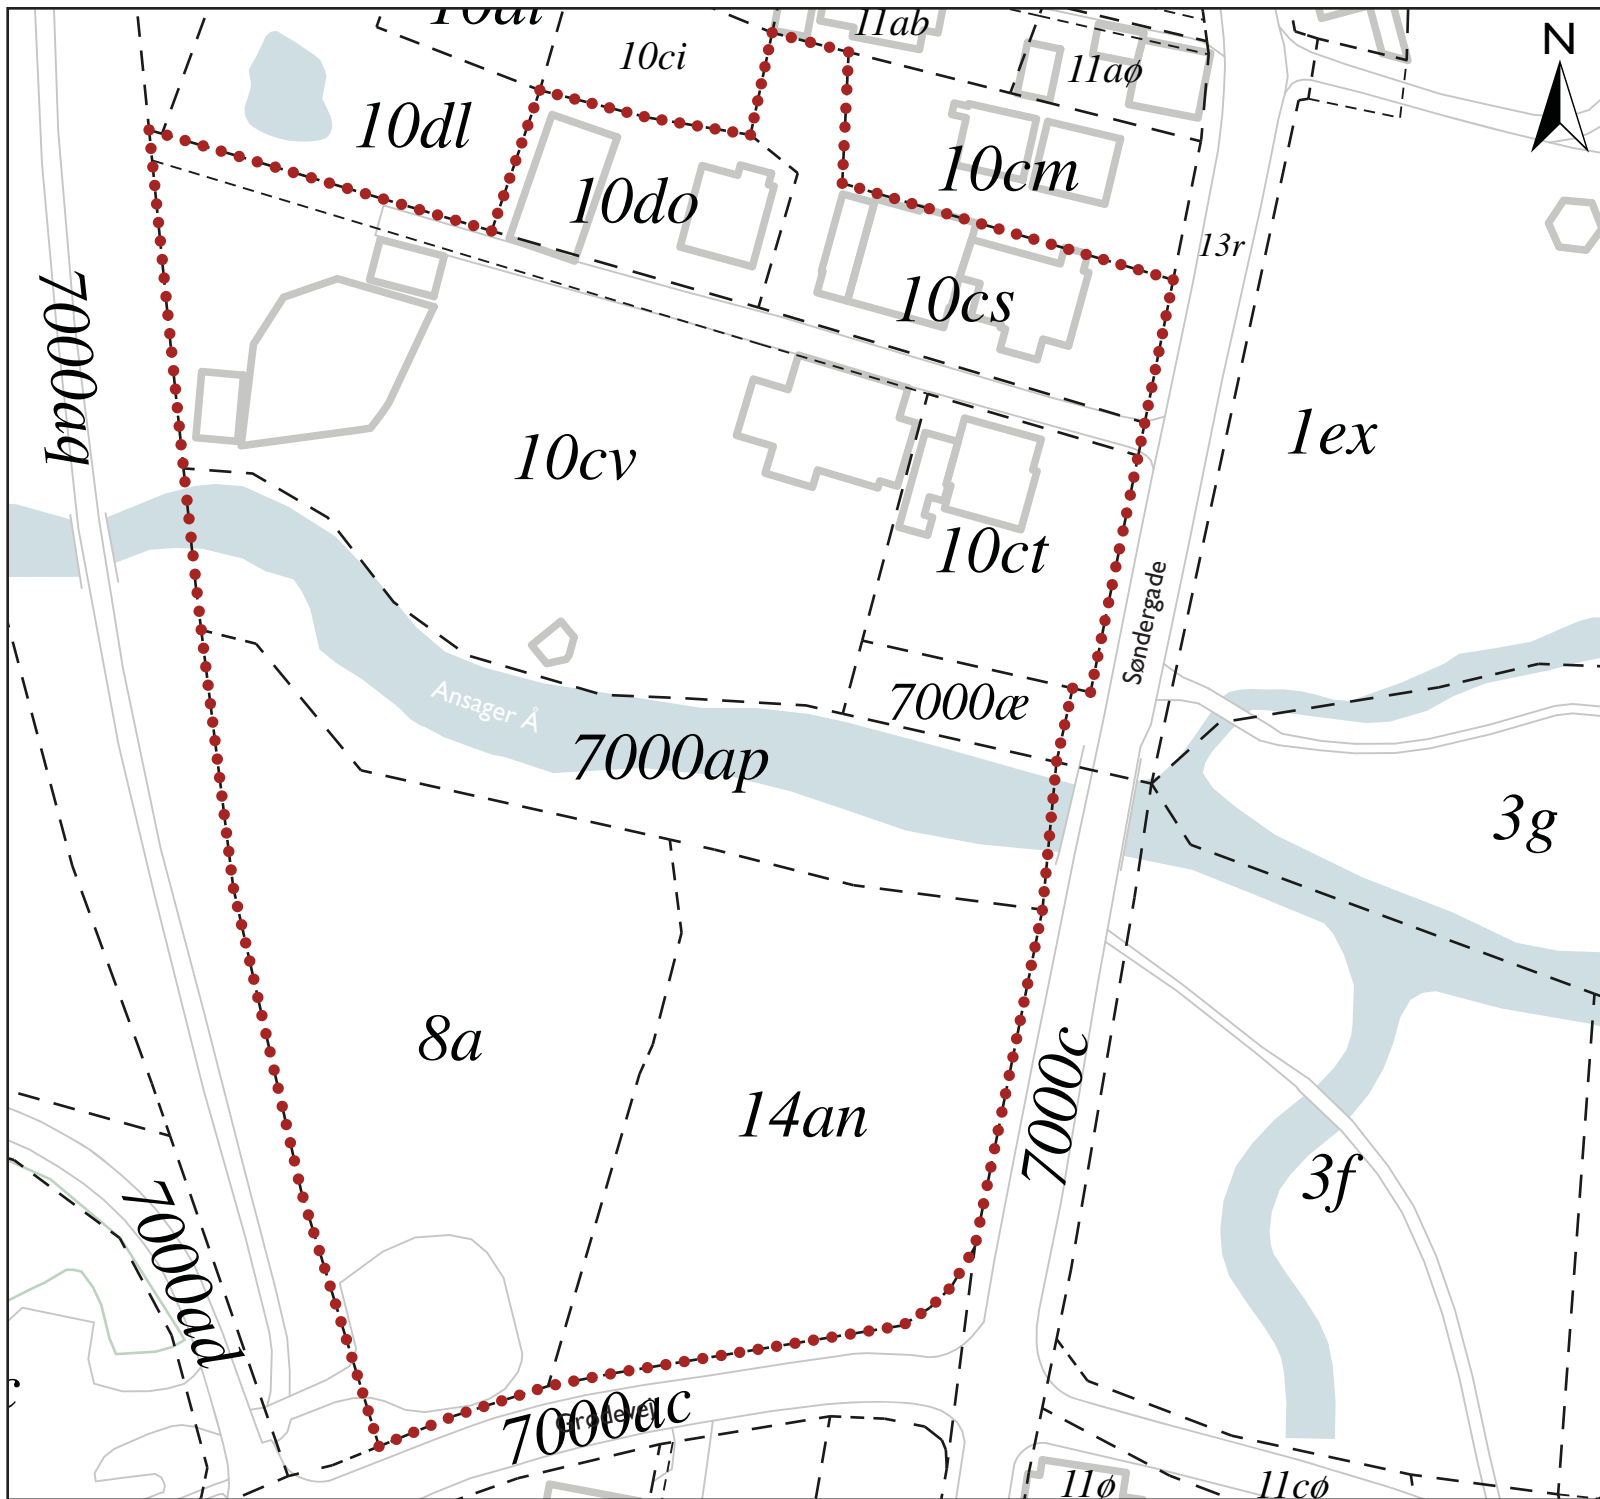 11ab
10ci
N
11aø
10dl
10cm
10do
13r
10cs
7000aq
1ex
10cv
10ct
Søndergade
7000æ
Ansager Å
7000ap
3g
8a
14an
7000c
3f
7000ad
7000ac
Grødevej
11ø
11cø